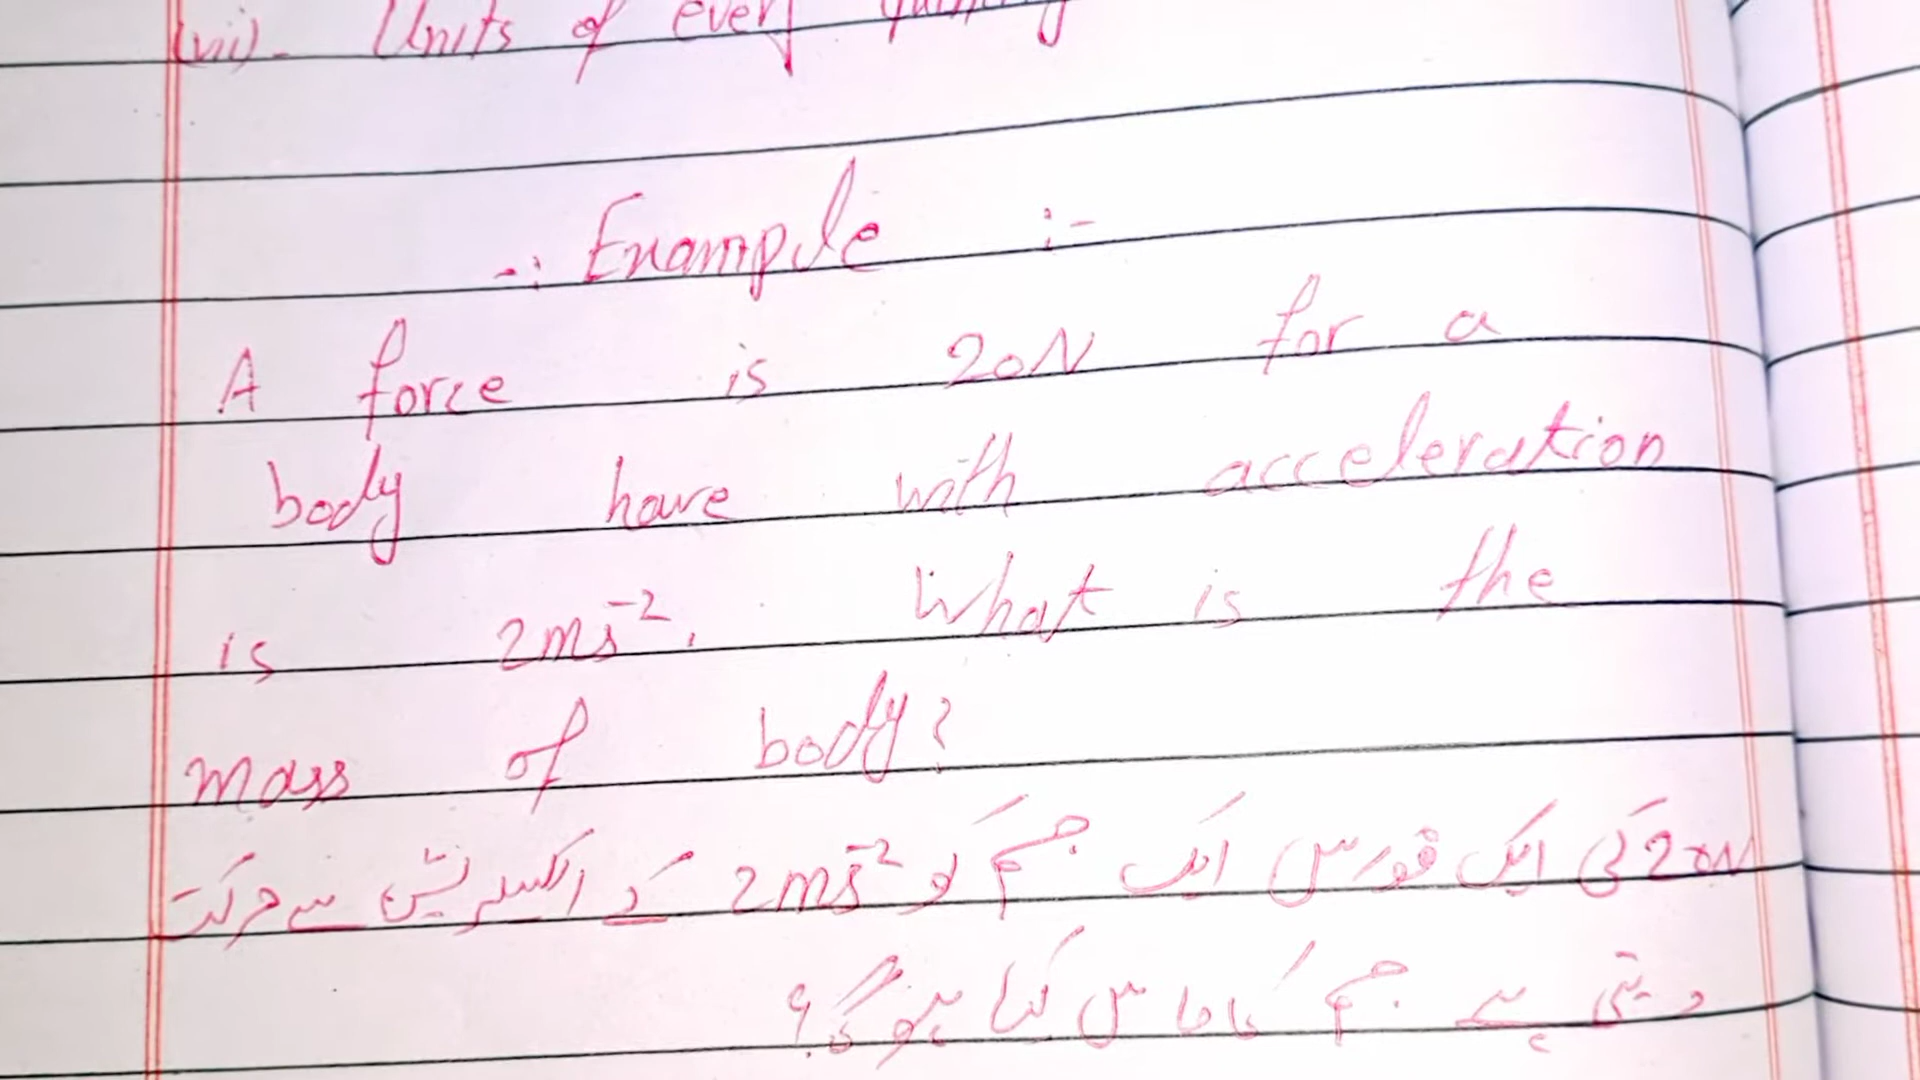 (vii)- Units of every quantity
-: Example :-
A force is 20N for a
body have with acceleration
is 2ms⁻². What is the
mass of body?
20N کی ایک فورس ایک جسم کو 2ms⁻² کے ایکسلریشن سے حرکت
دیتی ہے جسم کا ماس کیا ہوگا؟